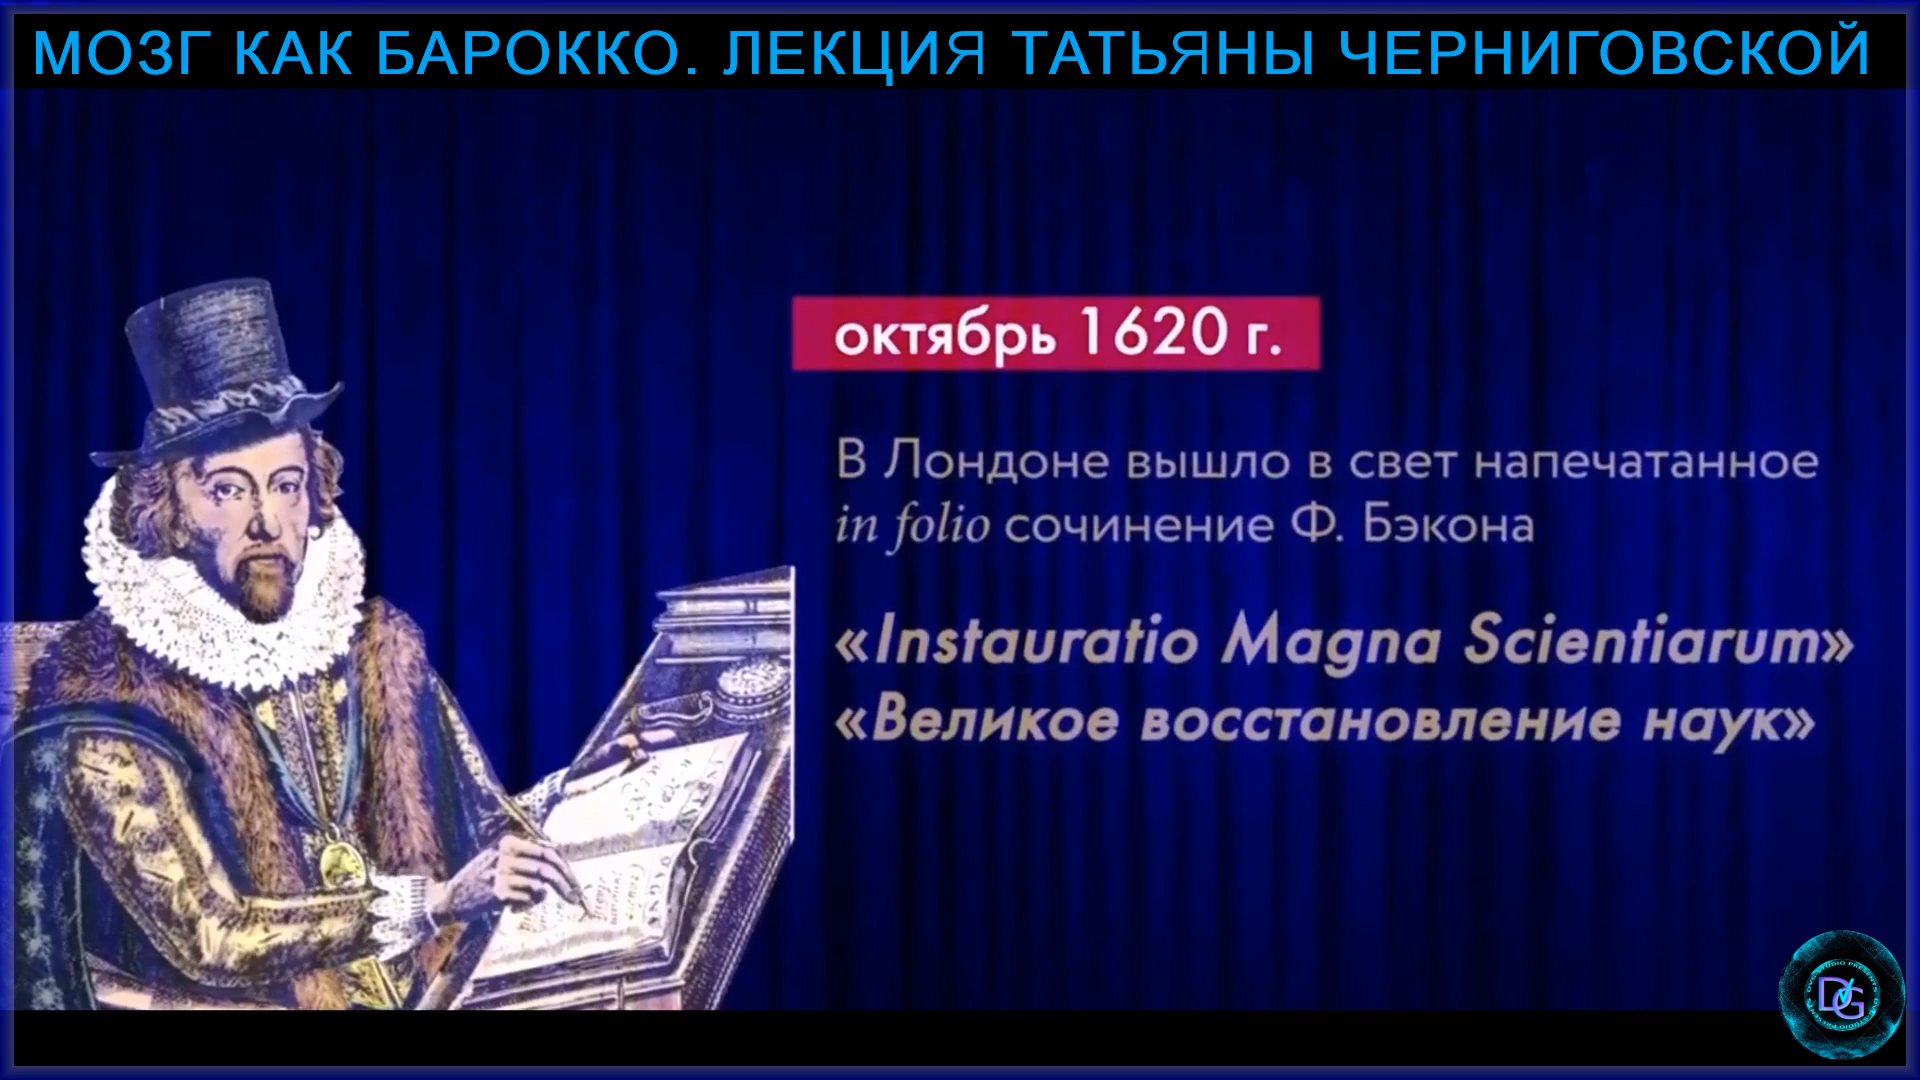 МОЗГ КАК БАРОККО. ЛЕКЦИЯ ТАТЬЯНЫ ЧЕРНИГОВСКОЙ
октябрь 1620 г.
В Лондоне вышло в свет напечатанное
in folio сочинение Ф. Бэкона
«Instauratio Magna Scientiarum»
«Великое восстановление наук»